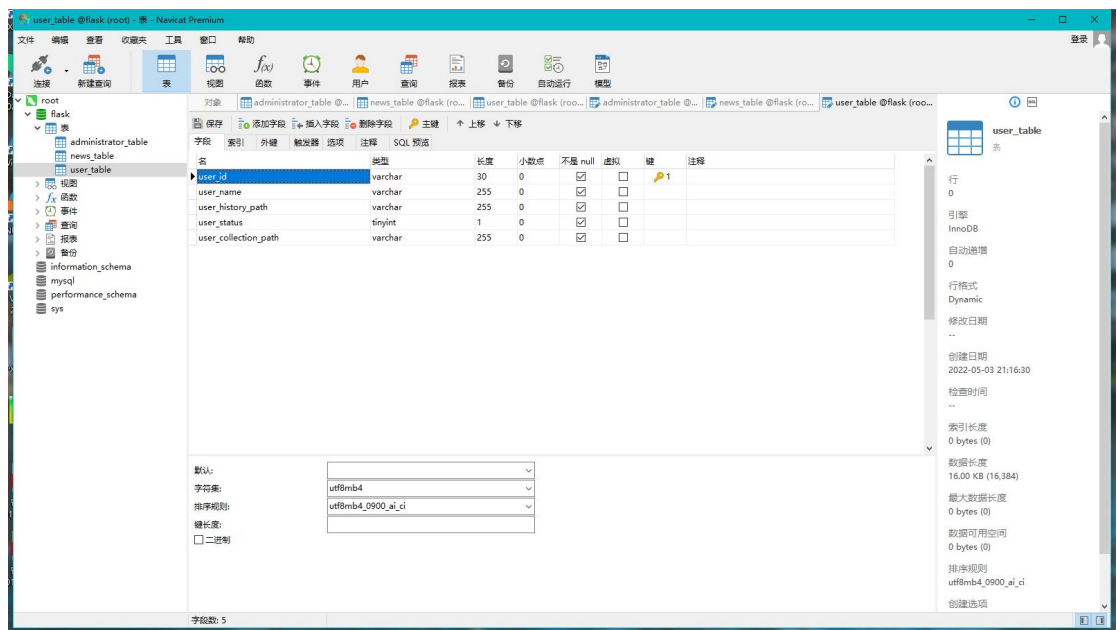 user_table @flask (root) - 表 - Navicat Premium
文件 编辑 查看 收藏夹 工具 窗口 帮助 登录
连接 新建查询 表 视图 函数 事件 用户 查询 报表 备份 自动运行 模型
root
flask
表
administrator_table
news_table
user_table
视图
函数
事件
查询
报表
备份
information_schema
mysql
performance_schema
sys
对象 administrator_table @... news_table @flask (ro... user_table @flask (roo... administrator_table @... news_table @flask (ro... user_table @flask (roo...
保存 添加字段 插入字段 删除字段 主键 上移 下移
字段 索引 外键 触发器 选项 注释 SQL 预览
名 类型 长度 小数点 不是 null 虚拟 键 注释
user_id varchar 30 0 1
user_name varchar 255 0
user_history_path varchar 255 0
user_status tinyint 1 0
user_collection_path varchar 255 0
默认:
字符集: utf8mb4
排序规则: utf8mb4_0900_ai_ci
键长度:
二进制
字段数: 5
user_table
表
行
0
引擎
InnoDB
自动递增
0
行格式
Dynamic
修改日期
--
创建日期
2022-05-03 21:16:30
检查时间
--
索引长度
0 bytes (0)
数据长度
16.00 KB (16,384)
最大数据长度
0 bytes (0)
数据可用空间
0 bytes (0)
排序规则
utf8mb4_0900_ai_ci
创建选项